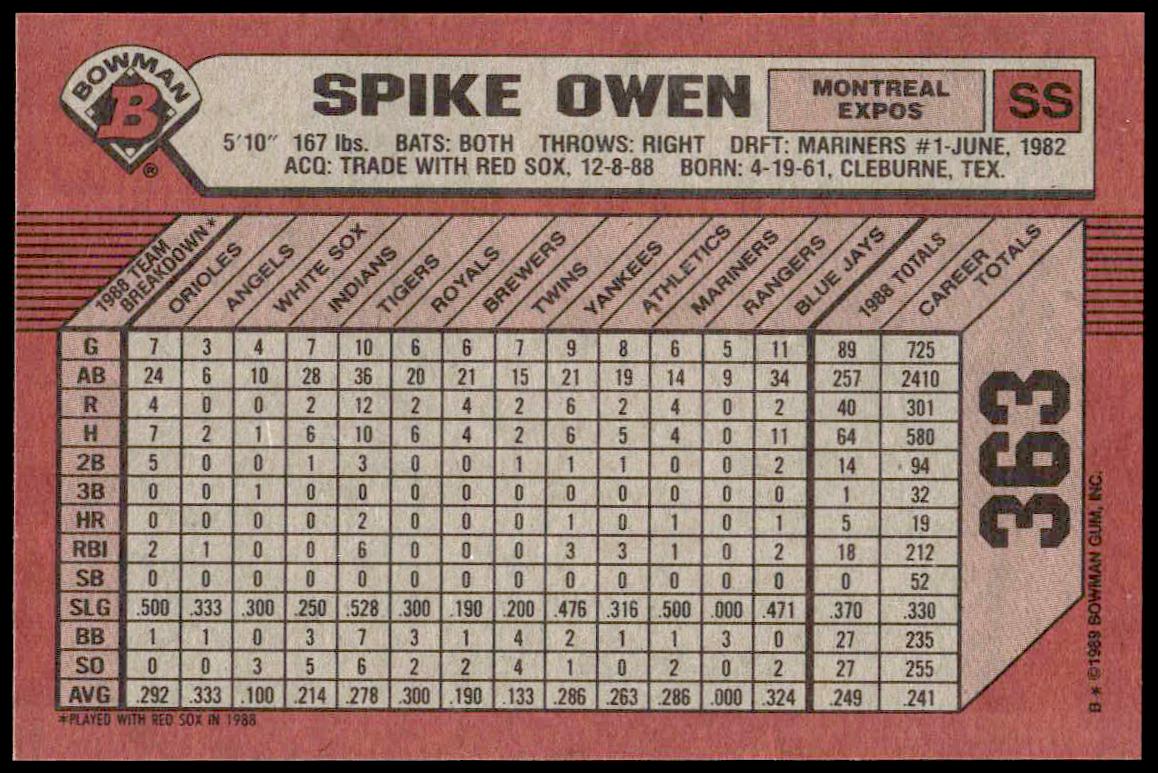 BOWMAN
B
®
SPIKE OWEN
MONTREAL
EXPOS
SS
5'10" 167 lbs. BATS: BOTH THROWS: RIGHT DRFT: MARINERS #1-JUNE, 1982
ACQ: TRADE WITH RED SOX, 12-8-88 BORN: 4-19-61, CLEBURNE, TEX.
1988 TEAM BREAKDOWN* ORIOLES ANGELS WHITE SOX INDIANS TIGERS ROYALS BREWERS TWINS YANKEES ATHLETICS MARINERS RANGERS BLUE JAYS 1988 TOTALS CAREER TOTALS
G 7 3 4 7 10 6 6 7 9 8 6 5 11 89 725
AB 24 6 10 28 36 20 21 15 21 19 14 9 34 257 2410
R 4 0 0 2 12 2 4 2 6 2 4 0 2 40 301
H 7 2 1 6 10 6 4 2 6 5 4 0 11 64 580
2B 5 0 0 1 3 0 0 1 1 1 0 0 2 14 94
3B 0 0 1 0 0 0 0 0 0 0 0 0 0 1 32
HR 0 0 0 0 2 0 0 0 1 0 1 0 1 5 19
RBI 2 1 0 0 6 0 0 0 3 3 1 0 2 18 212
SB 0 0 0 0 0 0 0 0 0 0 0 0 0 0 52
SLG .500 .333 .300 .250 .528 .300 .190 .200 .476 .316 .500 .000 .471 .370 .330
BB 1 1 0 3 7 3 1 4 2 1 1 3 0 27 235
SO 0 0 3 5 6 2 2 4 1 0 2 0 2 27 255
AVG .292 .333 .100 .214 .278 .300 .190 .133 .286 .263 .286 .000 .324 .249 .241
*PLAYED WITH RED SOX IN 1988
363
B * ©1989 BOWMAN GUM, INC.